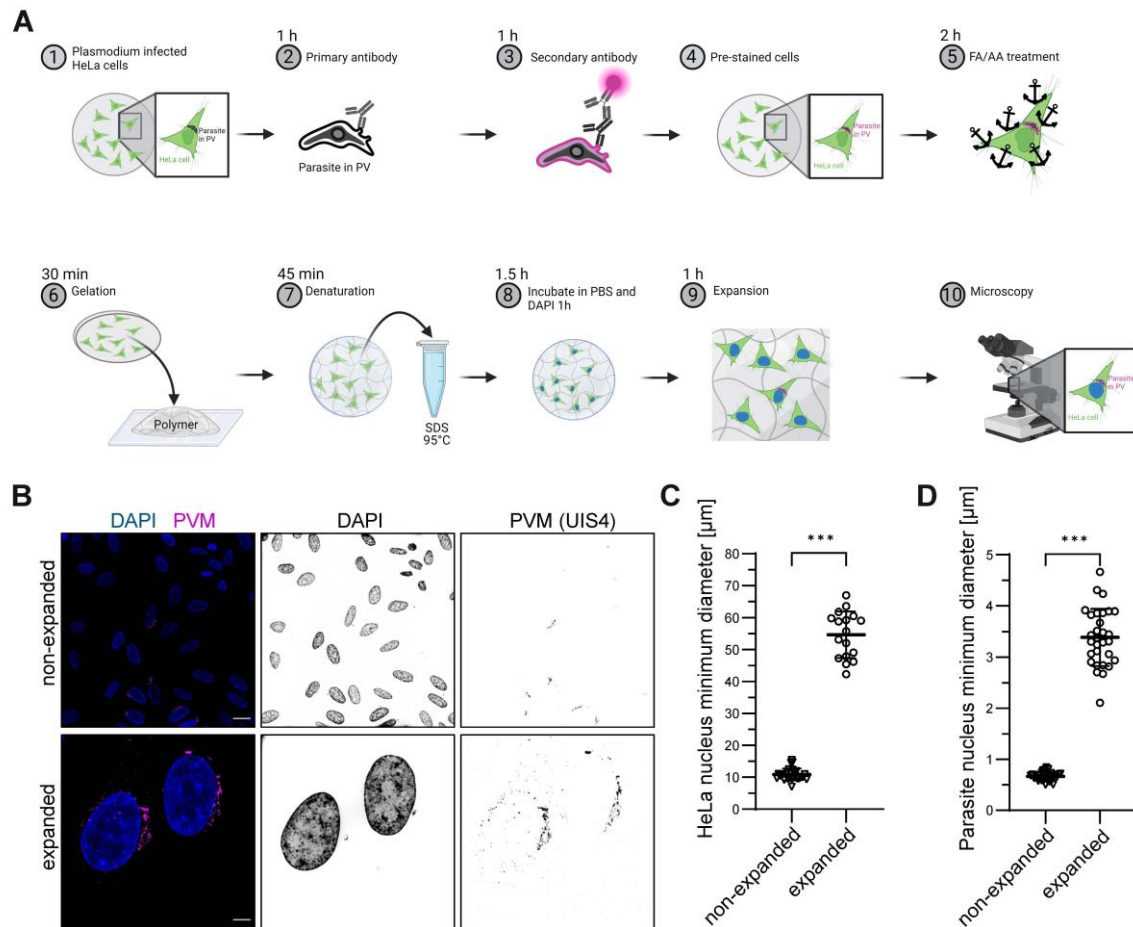 A
1
Plasmodium infected
HeLa cells
Parasite
in PV
HeLa cell
1 h
2
Primary antibody
Parasite in PV
1 h
3
Secondary antibody
4
Pre-stained cells
Parasite
in PV
HeLa cell
2 h
5
FA/AA treatment
Parasite
in PV
30 min
6
Gelation
Polymer
45 min
7
Denaturation
SDS
95°C
1.5 h
8
Incubate in PBS and
DAPI 1h
1 h
9
Expansion
10
Microscopy
Parasite
in PV
HeLa cell
B
DAPI PVM
DAPI
PVM (UIS4)
non-expanded
expanded
C
HeLa nucleus minimum diameter [µm]
80
70
60
50
40
30
20
10
0
***
non-expanded
expanded
D
Parasite nucleus minimum diameter [µm]
5
4
3
2
1
0
***
non-expanded
expanded